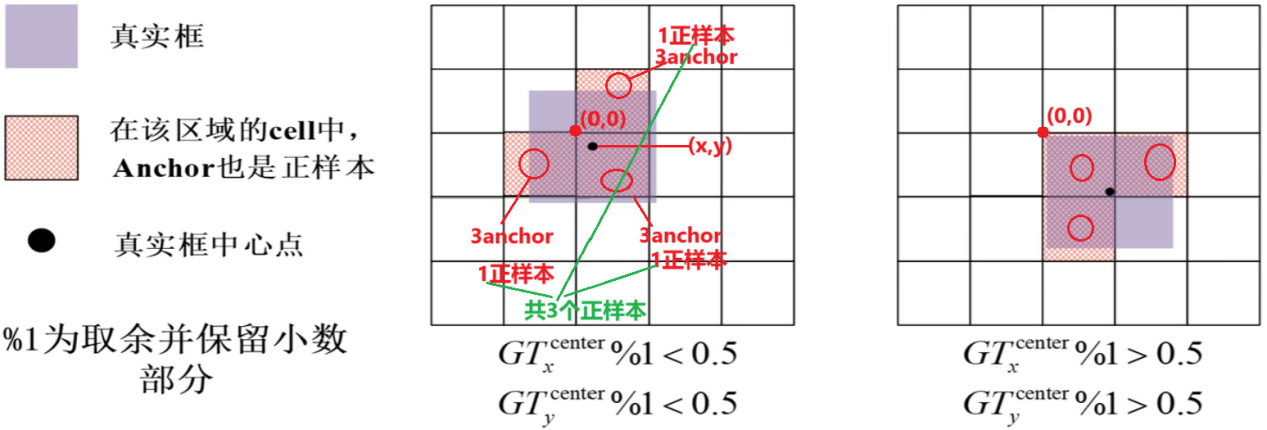 真实框
在该区域的cell中，
Anchor也是正样本
真实框中心点
%1为取余并保留小数
部分
1正样本
3anchor
(0,0)
(x,y)
3anchor
3anchor
1正样本
1正样本
共3个正样本
GT_x^center %1 < 0.5
GT_y^center %1 < 0.5
(0,0)
GT_x^center %1 > 0.5
GT_y^center %1 > 0.5